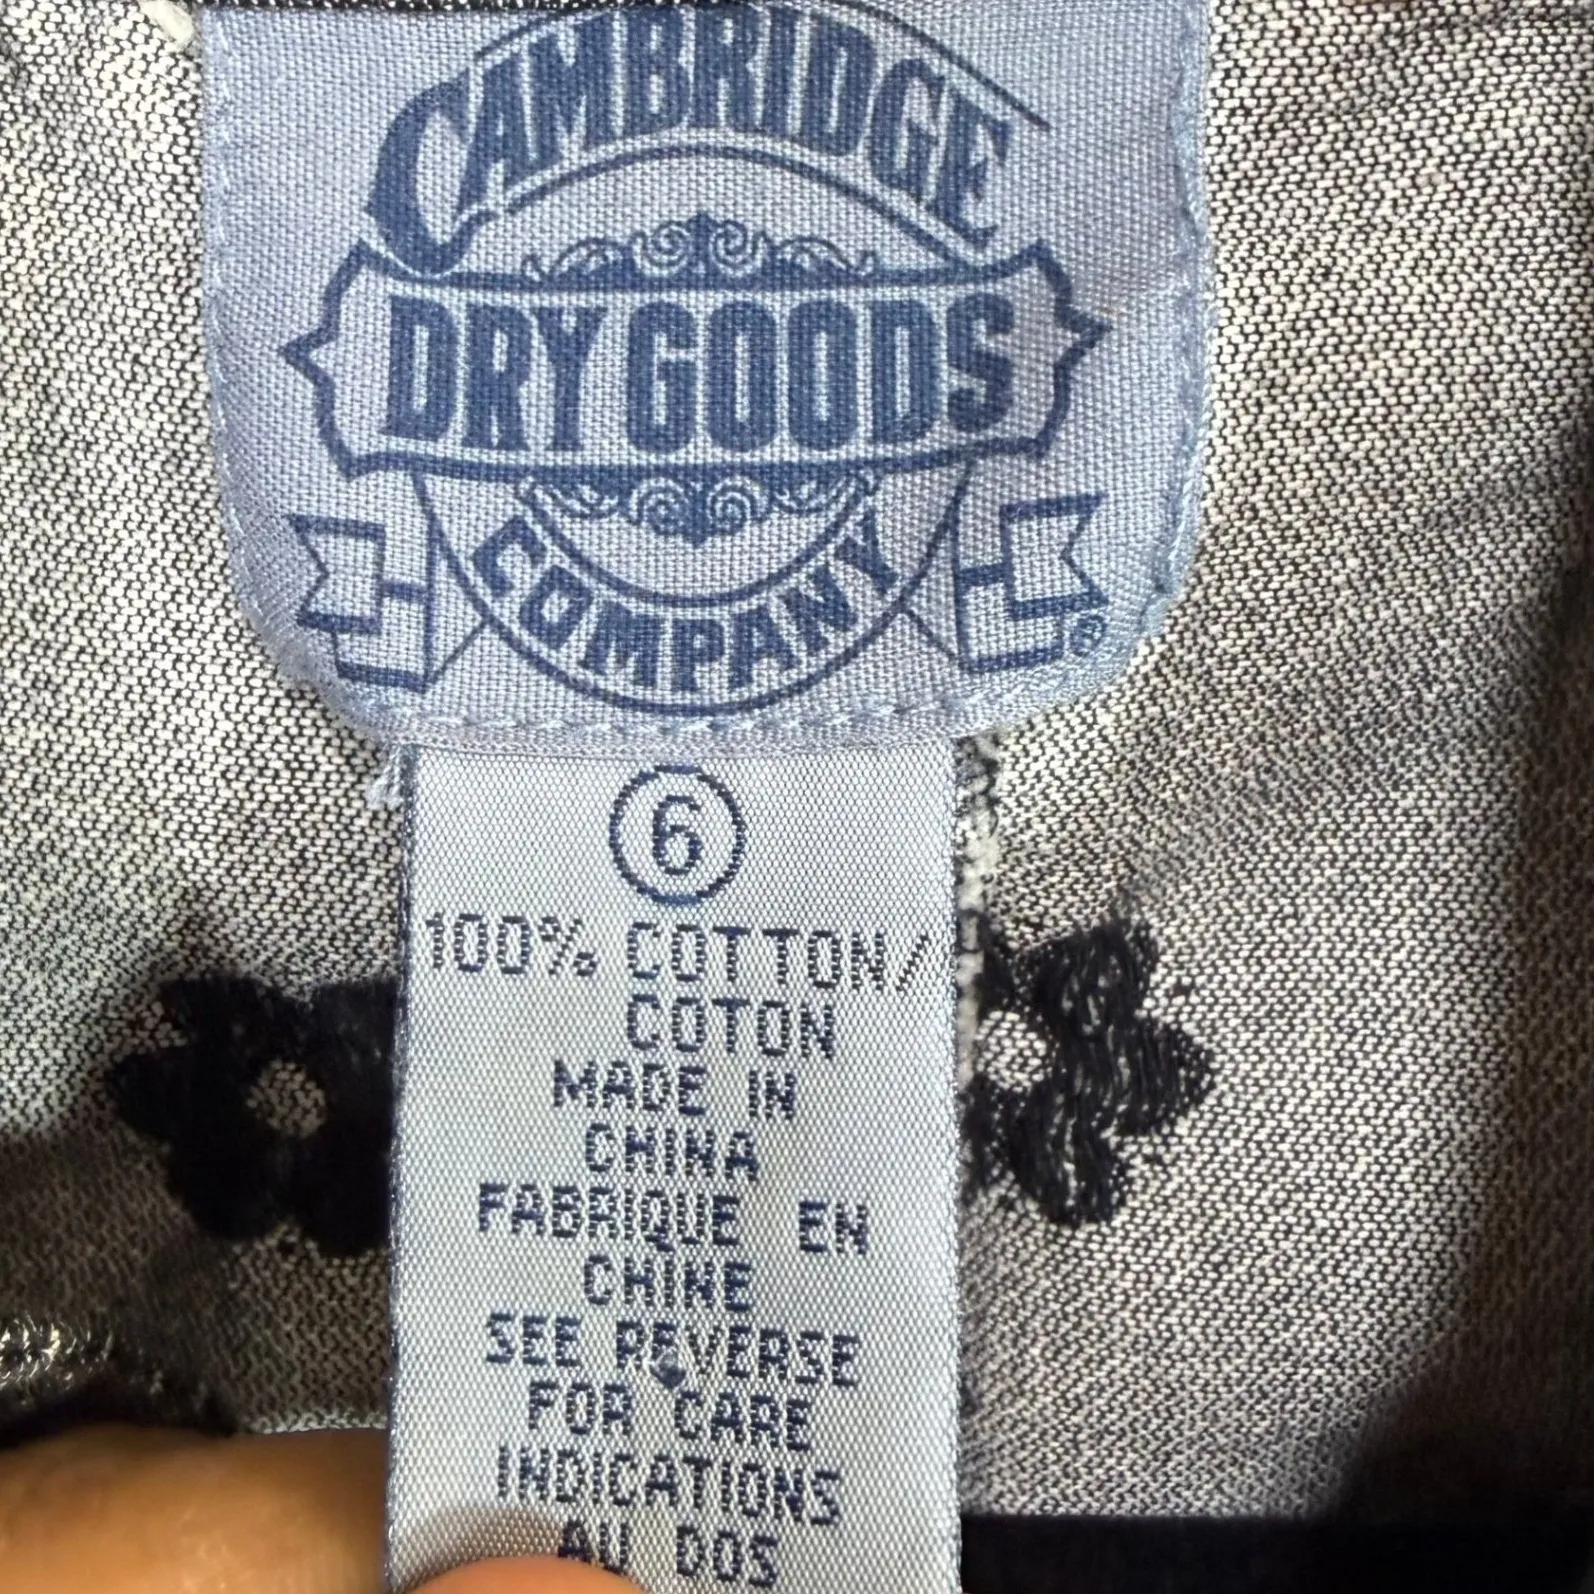 CAMBRIDGE
DRY GOODS
COMPANY
®
6
100% COTTON/
COTON
MADE IN
CHINA
FABRIQUE EN
CHINE
SEE REVERSE
FOR CARE
INDICATIONS
AU DOS